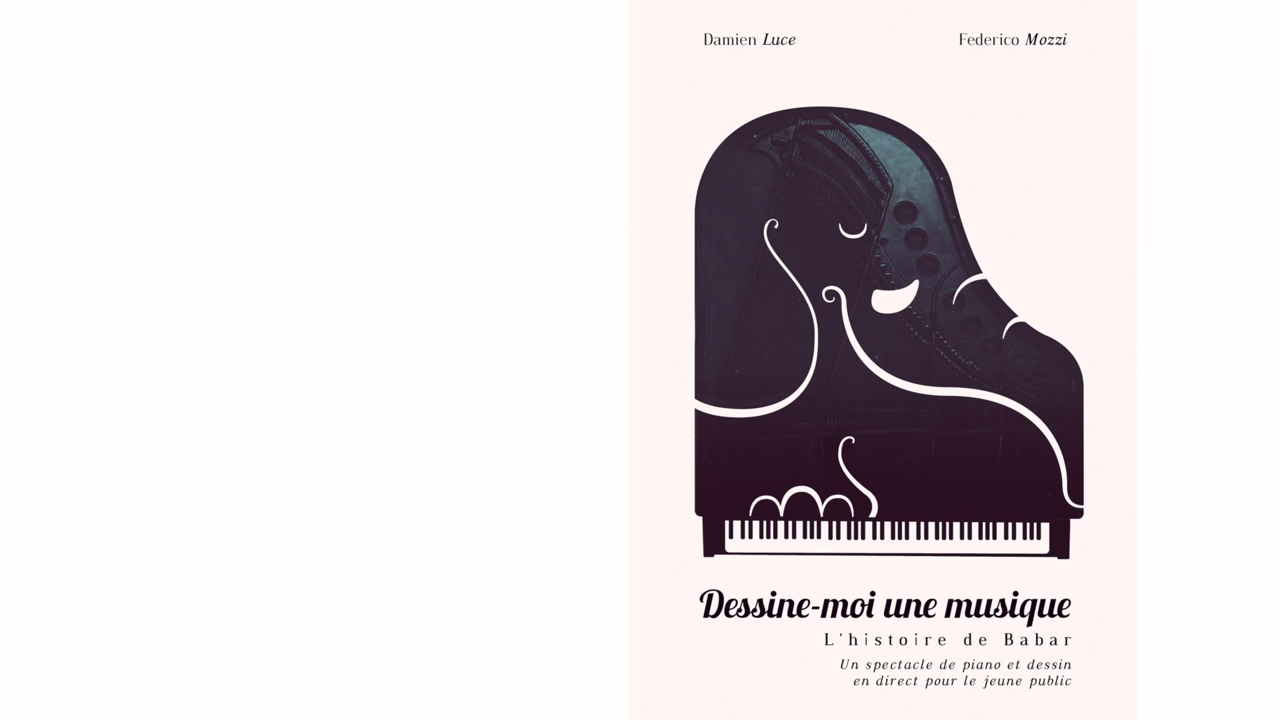 Damien Luce
Federico Mozzi
Dessine-moi une musique
L'histoire de Babar
Un spectacle de piano et dessin
en direct pour le jeune public